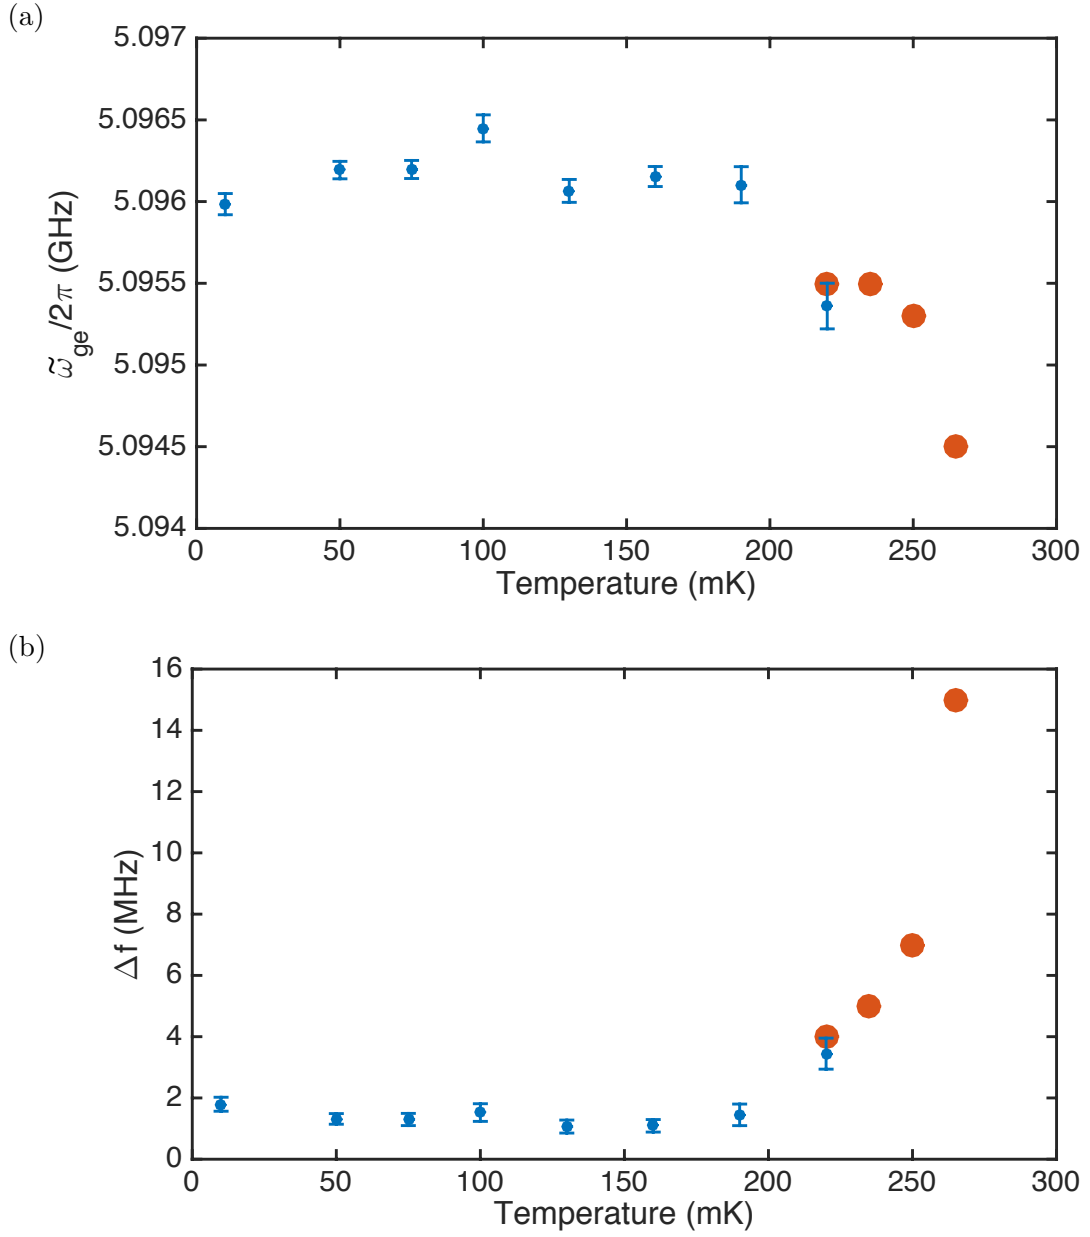 (a)
5.097
5.0965
5.096
5.0955
5.095
5.0945
5.094
0 50 100 150 200 250 300
Temperature (mK)
ω̃ge/2π (GHz)
(b)
16
14
12
10
8
6
4
2
0
0 50 100 150 200 250 300
Temperature (mK)
Δf (MHz)